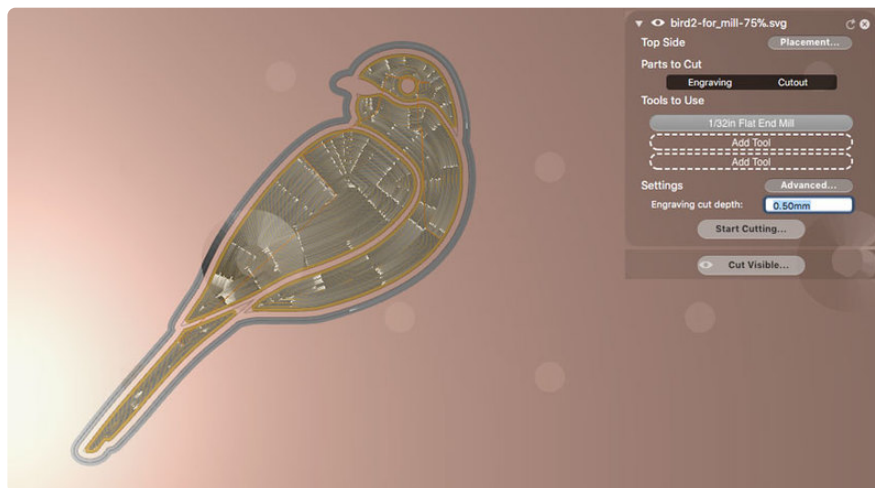 bird2-for_mill-75%.svg
Top Side Placement...
Parts to Cut
Engraving Cutout
Tools to Use
1/32in Flat End Mill
Add Tool
Add Tool
Settings Advanced...
Engraving cut depth: 0.50mm
Start Cutting...
Cut Visible...